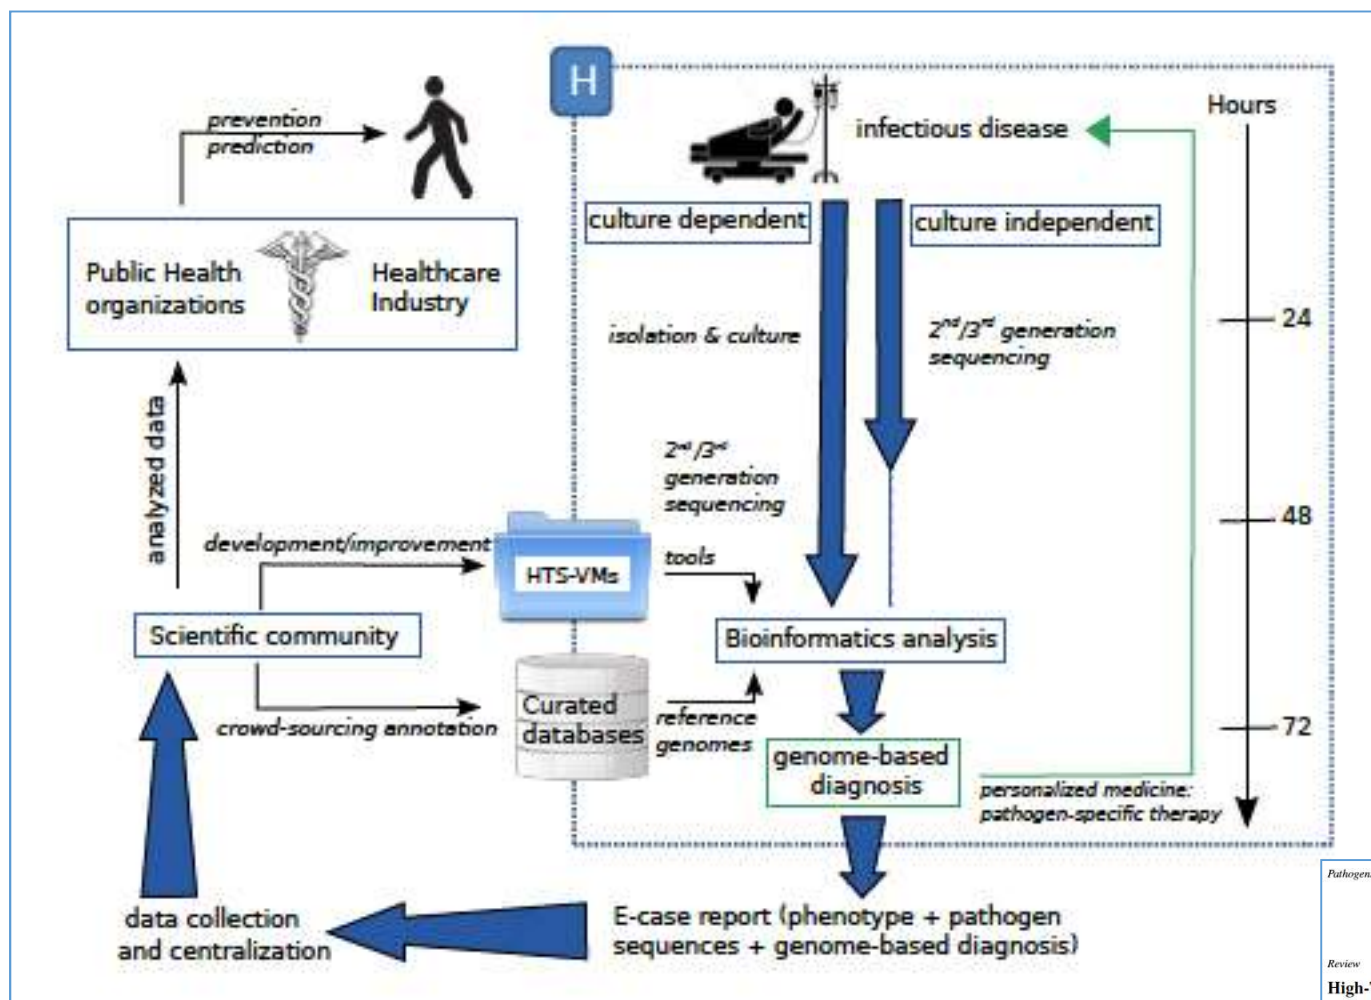 H
Hours
prevention
prediction
infectious disease
culture dependent
culture independent
Public Health
organizations
Healthcare
Industry
isolation & culture
2nd/3rd generation
sequencing
24
analyzed data
2nd/3rd
generation
sequencing
48
development/improvement
HTS-VMs
tools
Scientific community
Bioinformatics analysis
Curated
databases
crowd-sourcing annotation
reference
genomes
72
genome-based
diagnosis
personalized medicine:
pathogen-specific therapy
data collection
and centralization
E-case report (phenotype + pathogen
sequences + genome-based diagnosis)
Review